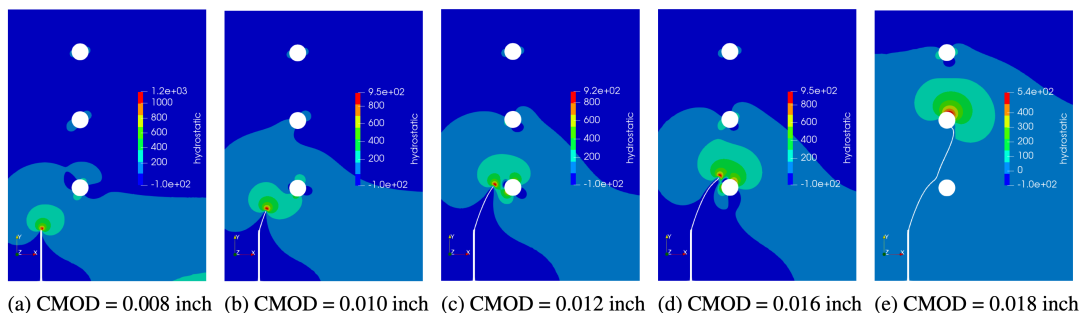 1.2e+03
1000
800
600
400
200
-1.0e+02
hydrostatic
Y
Z
X
9.5e+02
800
600
400
200
-1.0e+02
hydrostatic
Y
Z
X
9.2e+02
800
600
400
200
-1.0e+02
hydrostatic
Y
Z
X
9.5e+02
800
600
400
200
-1.0e+02
hydrostatic
Y
Z
X
5.4e+02
400
300
200
100
-1.0e+02
hydrostatic
Y
Z
X
(a) CMOD = 0.008 inch (b) CMOD = 0.010 inch (c) CMOD = 0.012 inch (d) CMOD = 0.016 inch (e) CMOD = 0.018 inch